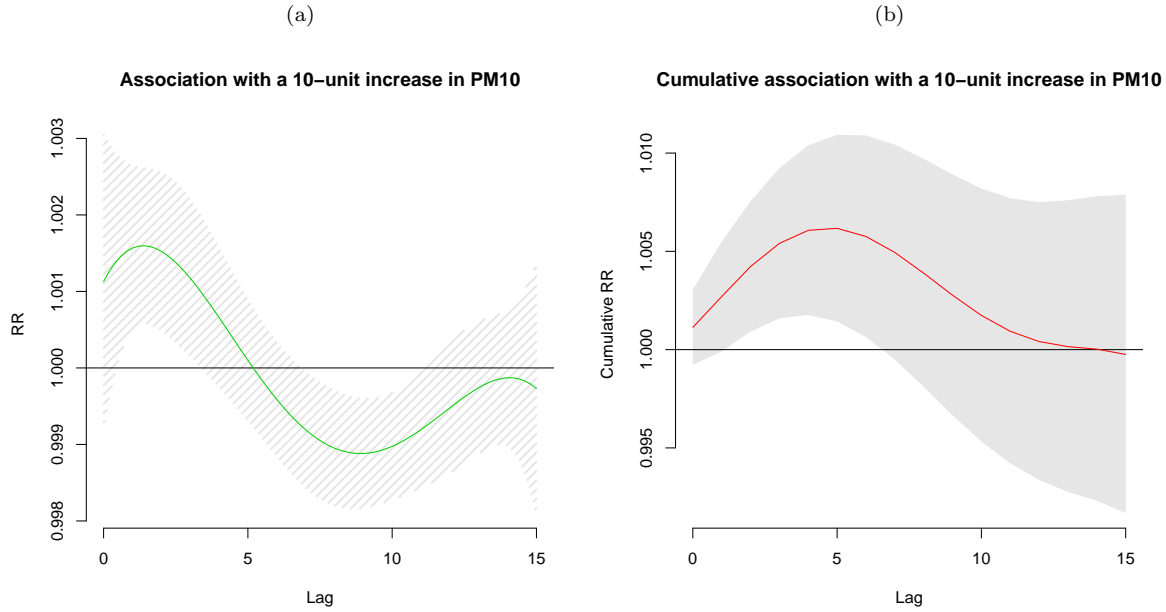 (a)
Association with a 10−unit increase in PM10
RR
1.003
1.002
1.001
1.000
0.999
0.998
0 5 10 15
Lag
(b)
Cumulative association with a 10−unit increase in PM10
Cumulative RR
1.010
1.005
1.000
0.995
0 5 10 15
Lag